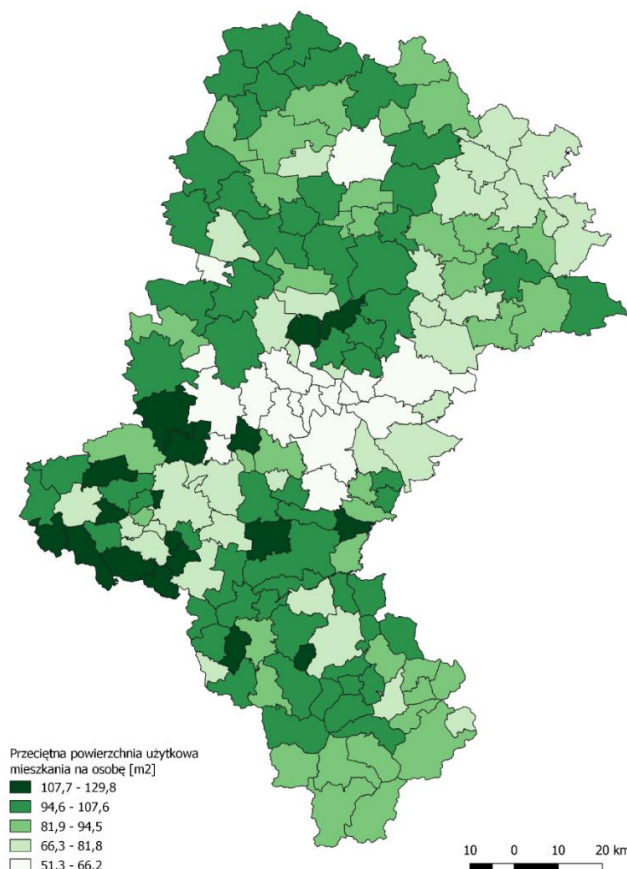 Przeciętna powierzchnia użytkowa
mieszkania na osobę [m2]
107,7 - 129,8
94,6 - 107,6
81,9 - 94,5
66,3 - 81,8
51,3 - 66,2
10 0 10 20 km